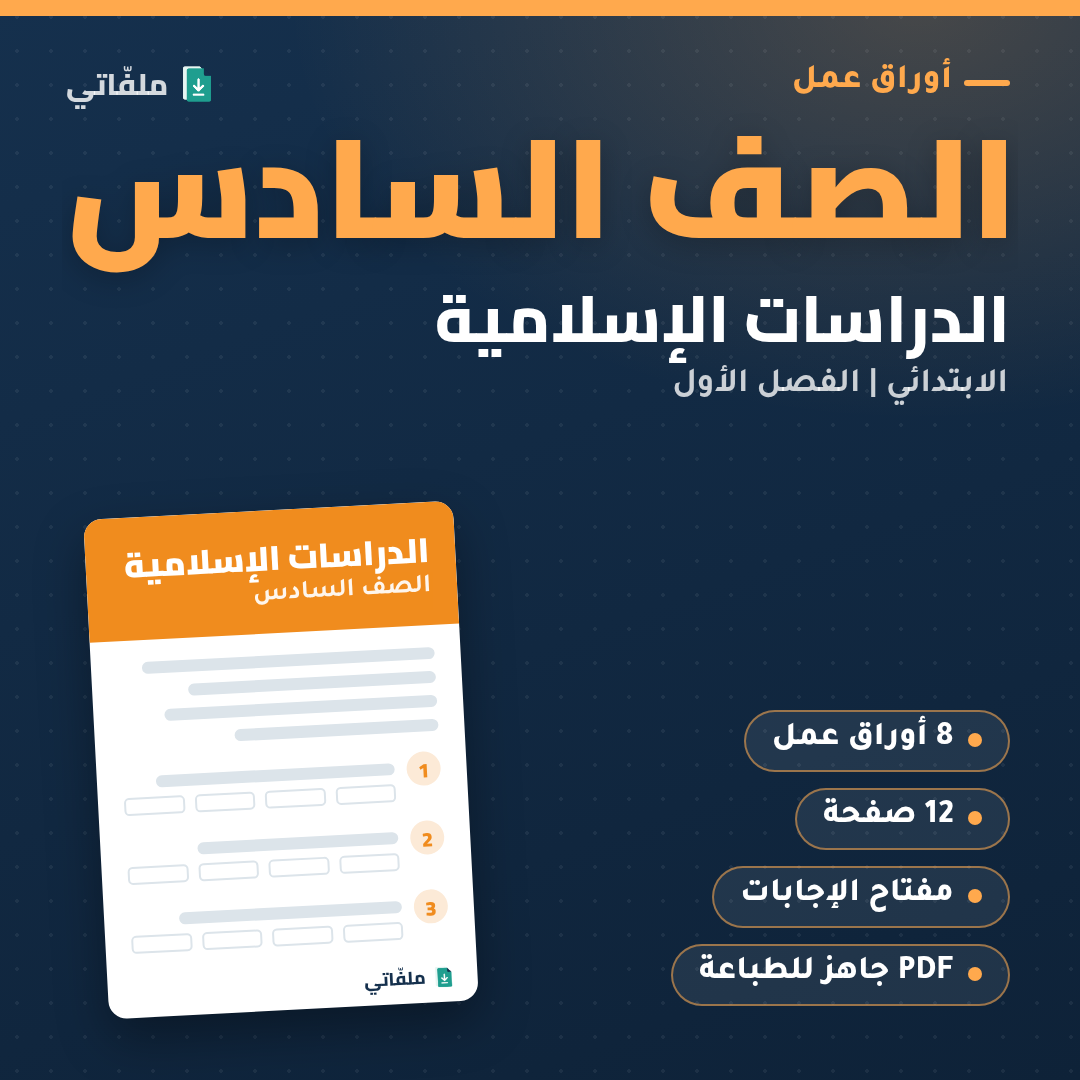 أوراق عمل
ملفّاتي
الصف السادس
الدراسات الإسلامية
الابتدائي | الفصل الأول
الدراسات الإسلامية
الصف السادس
1
2
3
ملفّاتي
8 أوراق عمل
12 صفحة
مفتاح الإجابات
PDF جاهز للطباعة